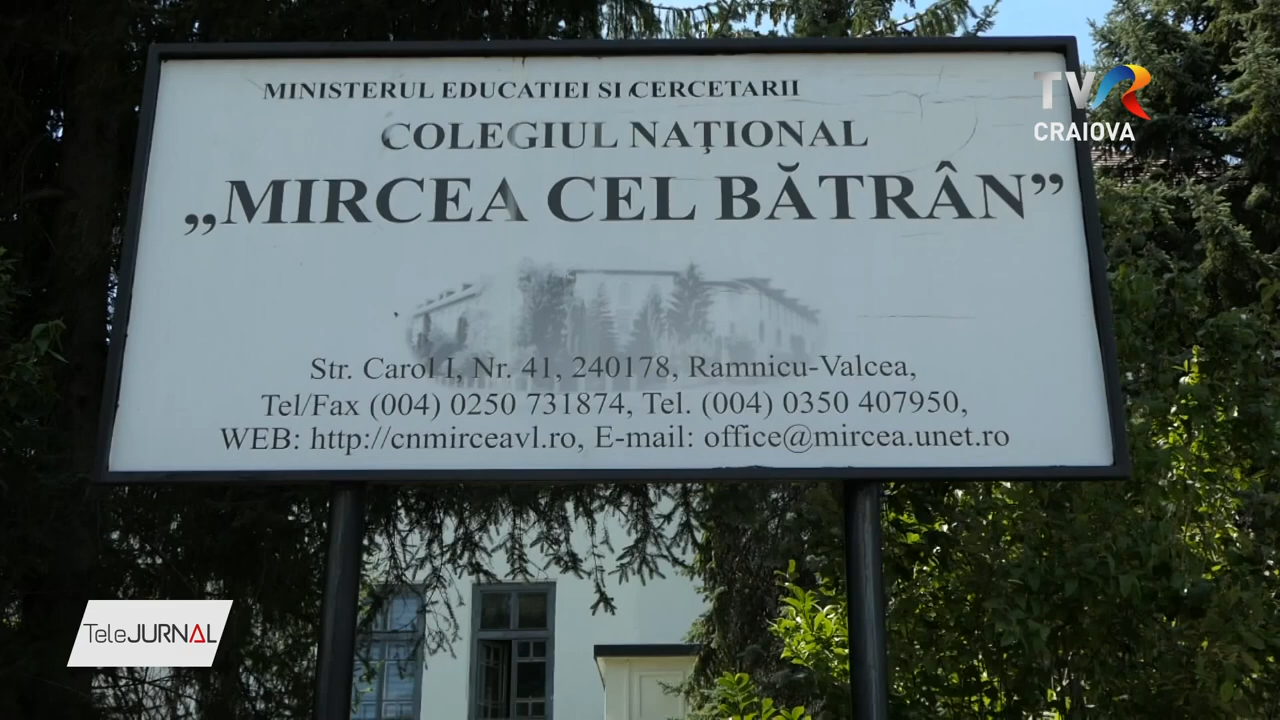 MINISTERUL EDUCATIEI SI CERCETARII
COLEGIUL NAŢIONAL
„MIRCEA CEL BĂTRÂN”
Str. Carol I, Nr. 41, 240178, Ramnicu-Valcea,
Tel/Fax (004) 0250 731874, Tel. (004) 0350 407950,
WEB: http://cnmirceavl.ro, E-mail: office@mircea.unet.ro
TVR
CRAIOVA
TeleJURNAL